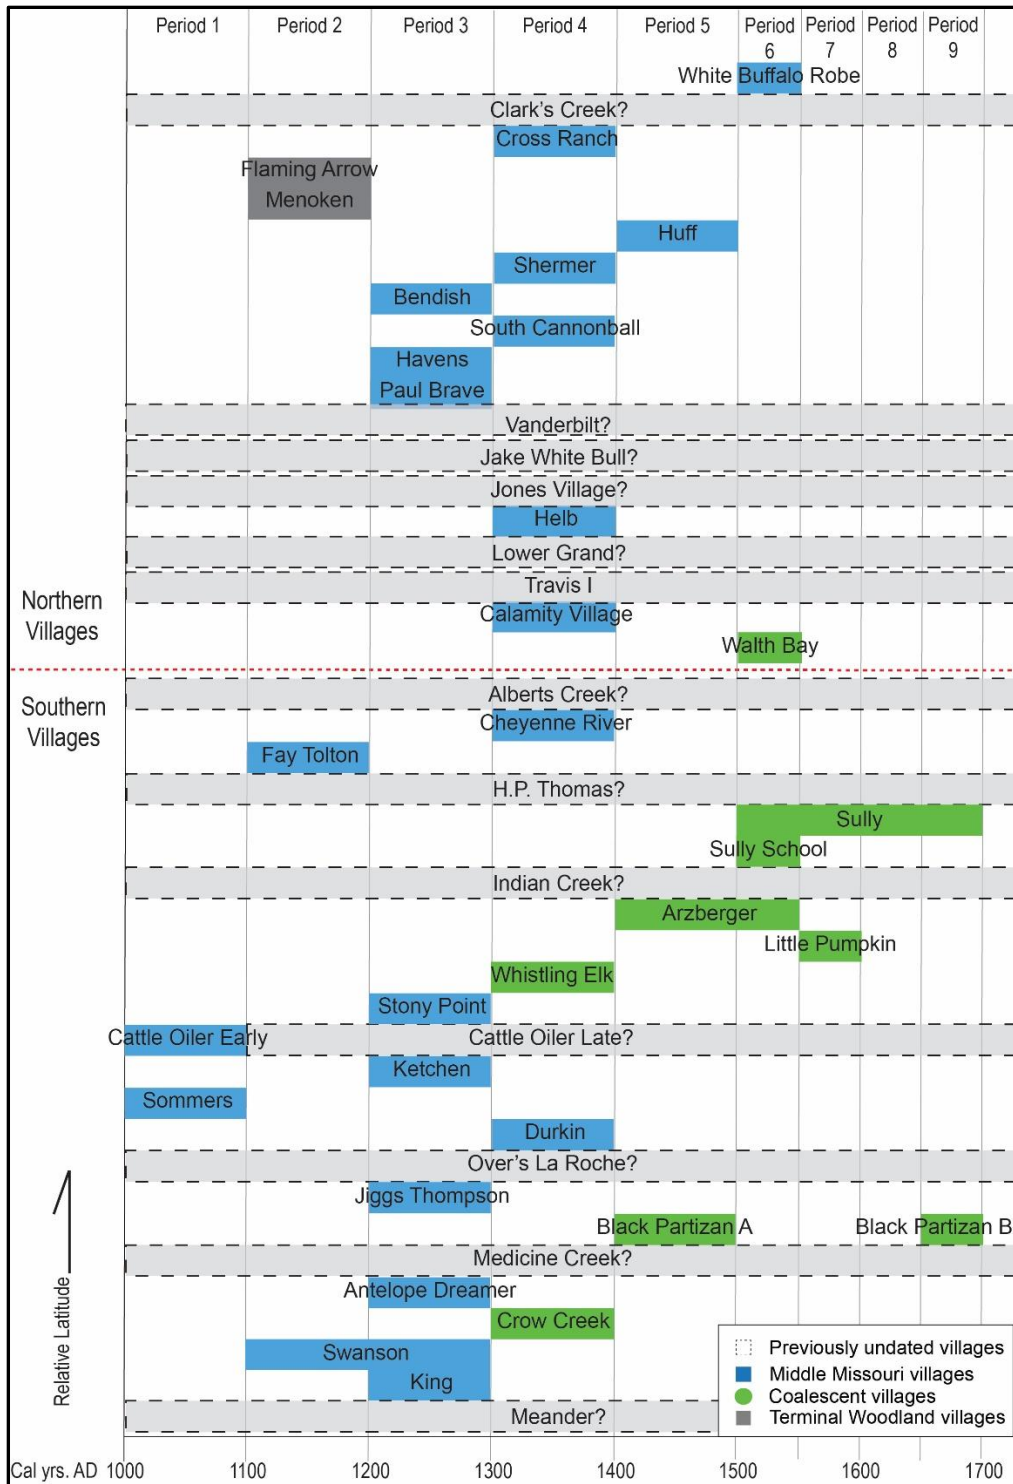 Period 1 Period 2 Period 3 Period 4 Period 5 Period 6 Period 7 Period 8 Period 9
White Buffalo Robe
Clark's Creek?
Cross Ranch
Flaming Arrow
Menoken
Huff
Shermer
Bendish
South Cannonball
Havens
Paul Brave
Vanderbilt?
Jake White Bull?
Jones Village?
Helb
Lower Grand?
Travis I
Northern
Villages
Calamity Village
Walth Bay
Southern
Villages
Alberts Creek?
Cheyenne River
Fay Tolton
H.P. Thomas?
Sully
Sully School
Indian Creek?
Arzberger
Little Pumpkin
Whistling Elk
Stony Point
Cattle Oiler Early Cattle Oiler Late?
Ketchen
Sommers
Durkin
Over's La Roche?
Jiggs Thompson
Black Partizan A Black Partizan B
Medicine Creek?
Antelope Dreamer
Crow Creek
Swanson
King
Meander?
Relative Latitude
Previously undated villages
Middle Missouri villages
Coalescent villages
Terminal Woodland villages
Cal yrs. AD 1000 1100 1200 1300 1400 1500 1600 1700